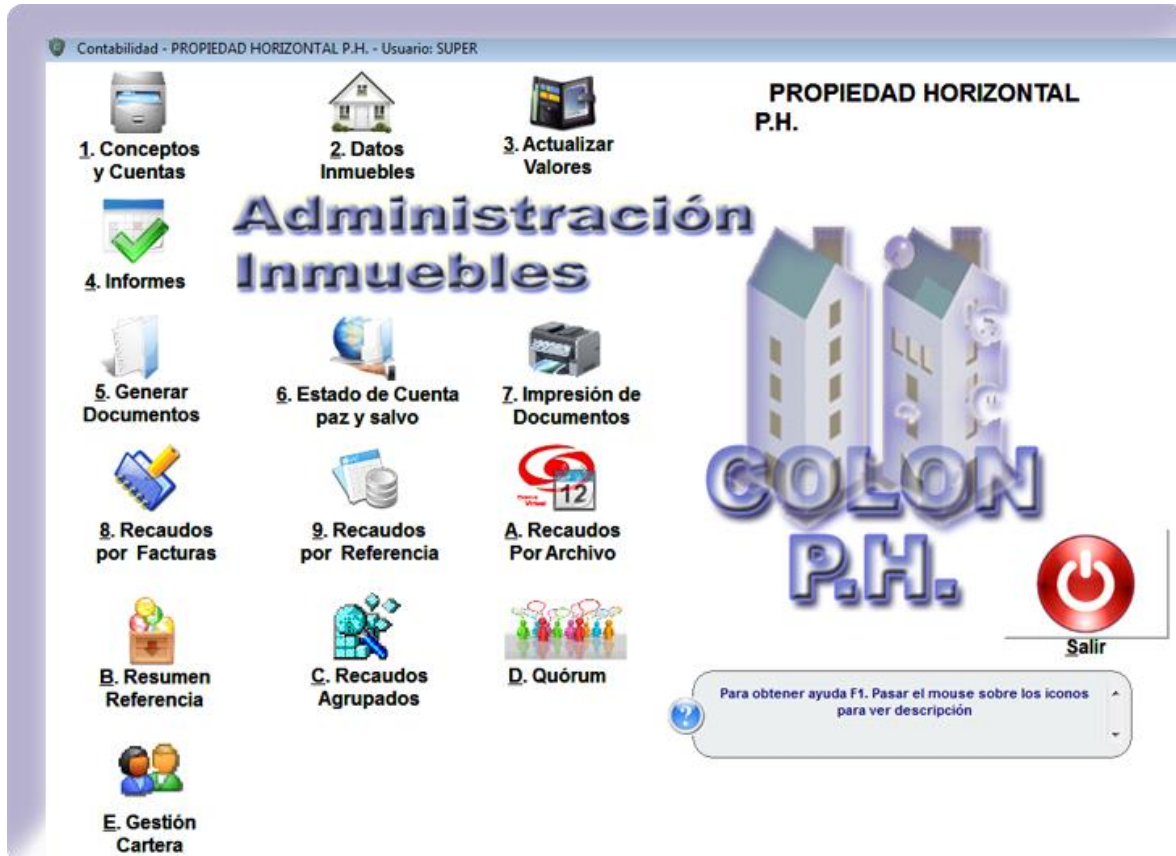 Contabilidad - PROPIEDAD HORIZONTAL P.H. - Usuario: SUPER
PROPIEDAD HORIZONTAL
P.H.
1. Conceptos
y Cuentas
2. Datos
Inmuebles
3. Actualizar
Valores
Administración
Inmuebles
4. Informes
5. Generar
Documentos
6. Estado de Cuenta
paz y salvo
7. Impresión de
Documentos
COLON
P.H.
8. Recaudos
por Facturas
9. Recaudos
por Referencia
12
A. Recaudos
Por Archivo
Salir
B. Resumen
Referencia
C. Recaudos
Agrupados
D. Quórum
Para obtener ayuda F1. Pasar el mouse sobre los iconos
para ver descripción
E. Gestión
Cartera